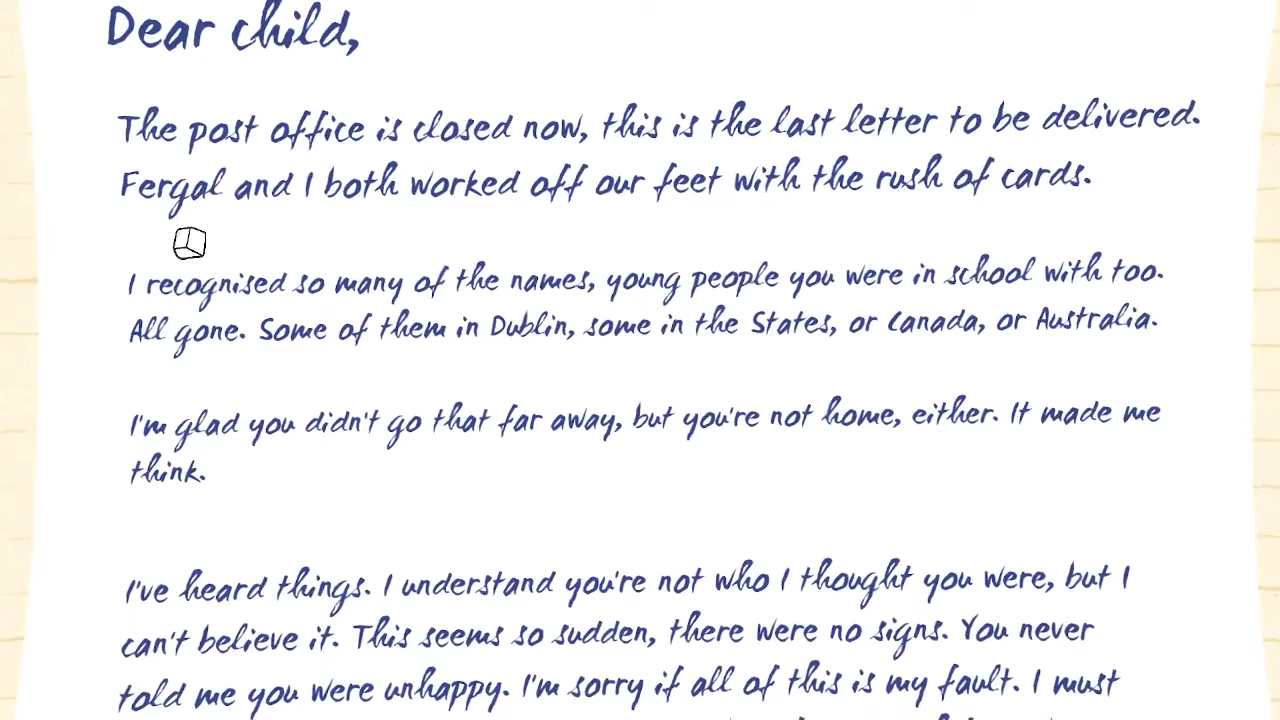 Dear child,
The post office is closed now, this is the last letter to be delivered.
Fergal and I both worked off our feet with the rush of cards.
I recognised so many of the names, young people you were in school with too.
All gone. Some of them in Dublin, some in the States, or Canada, or Australia.
I'm glad you didn't go that far away, but you're not home, either. It made me
think.
I've heard things. I understand you're not who I thought you were, but I
can't believe it. This seems so sudden, there were no signs. You never
told me you were unhappy. I'm sorry if all of this is my fault. I must